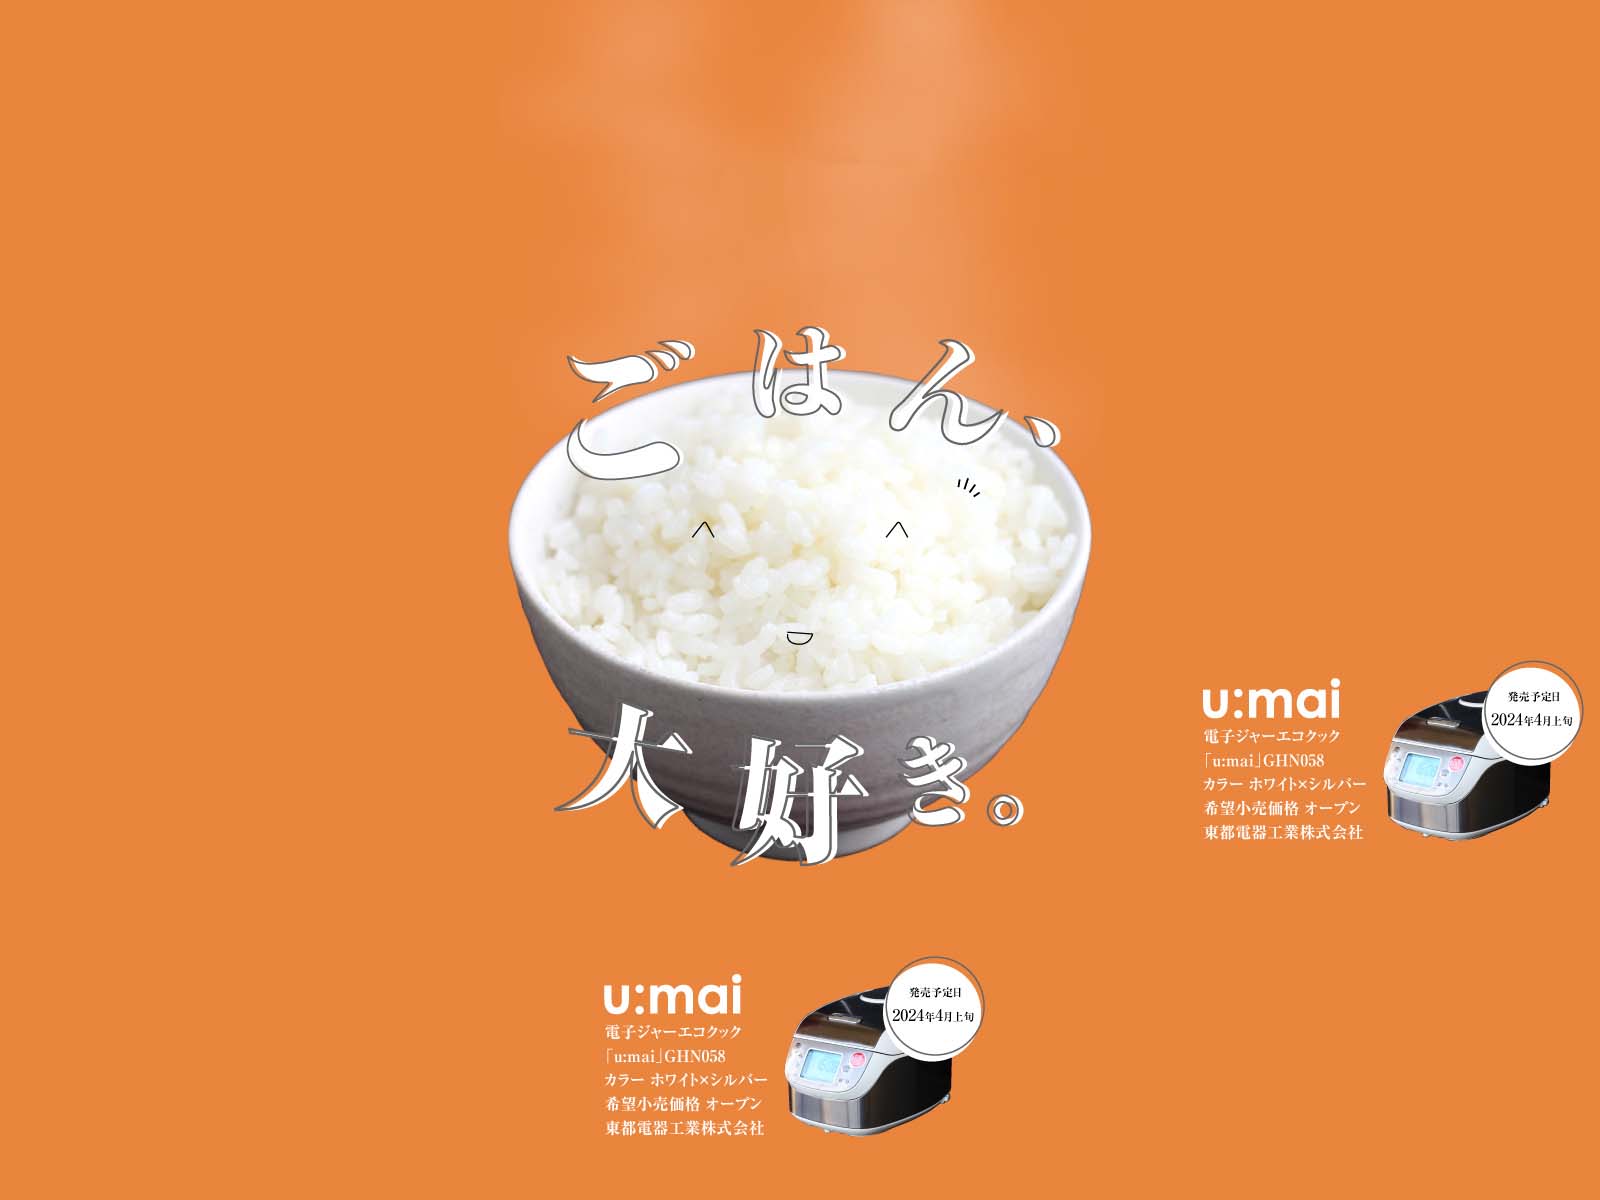 ごはん、
大好き。
u:mai
電子ジャーエコクック
「u:mai」GHN058
カラー ホワイト×シルバー
希望小売価格 オープン
東都電器工業株式会社
発売予定日
2024年4月上旬
u:mai
電子ジャーエコクック
「u:mai」GHN058
カラー ホワイト×シルバー
希望小売価格 オープン
東都電器工業株式会社
発売予定日
2024年4月上旬